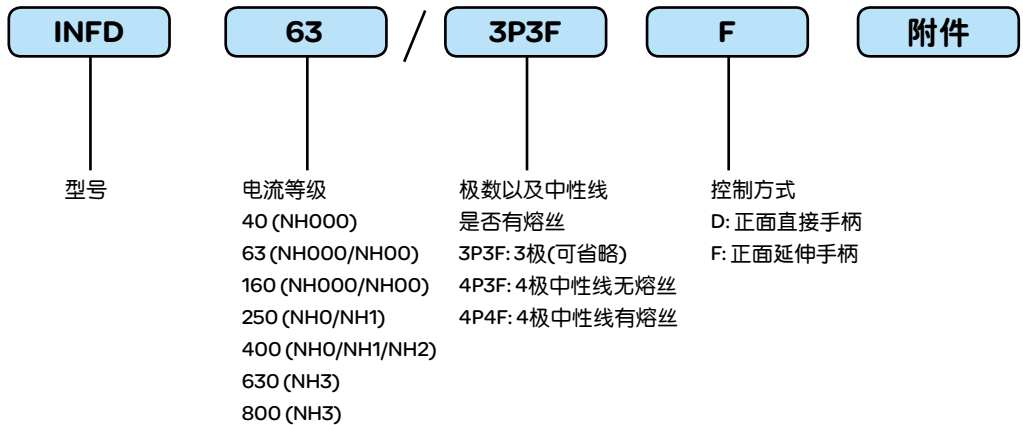 INFD 63 / 3P3F F 附件
型号
电流等级
40 (NH000)
63 (NH000/NH00)
160 (NH000/NH00)
250 (NH0/NH1)
400 (NH0/NH1/NH2)
630 (NH3)
800 (NH3)
极数以及中性线
是否有熔丝
3P3F: 3极(可省略)
4P3F: 4极中性线无熔丝
4P4F: 4极中性线有熔丝
控制方式
D: 正面直接手柄
F: 正面延伸手柄